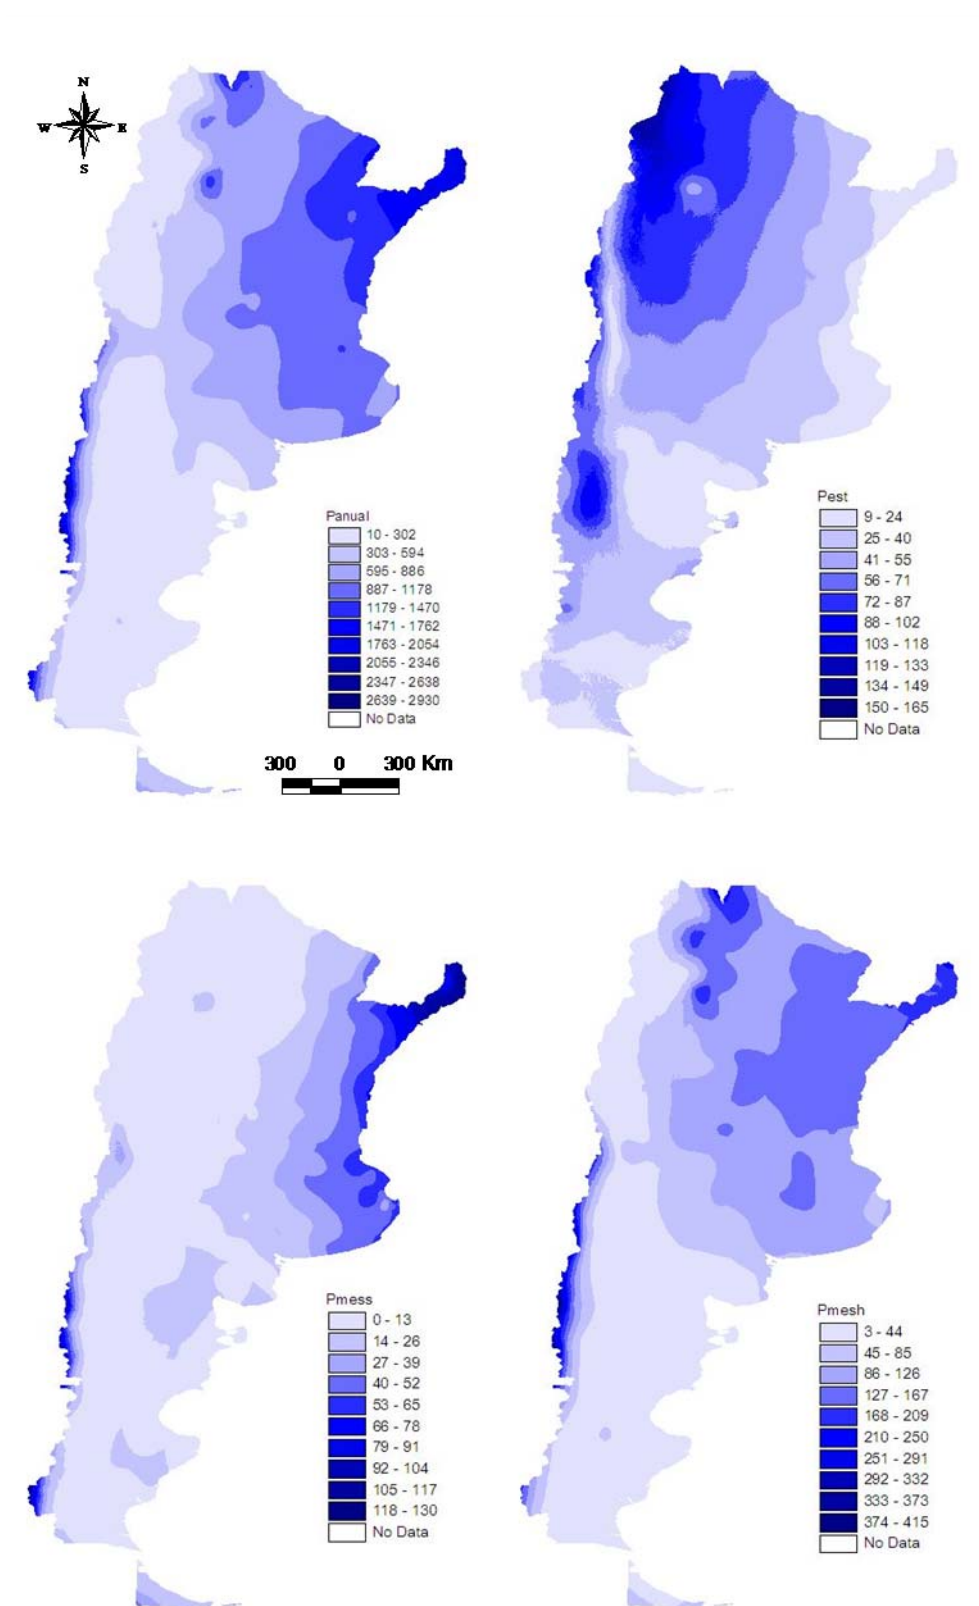 N
W E
S
Panual
10 - 302
303 - 594
595 - 886
887 - 1178
1179 - 1470
1471 - 1762
1763 - 2054
2055 - 2346
2347 - 2638
2639 - 2930
No Data
300 0 300 Km
Pest
9 - 24
25 - 40
41 - 55
56 - 71
72 - 87
88 - 102
103 - 118
119 - 133
134 - 149
150 - 165
No Data
Pmess
0 - 13
14 - 26
27 - 39
40 - 52
53 - 65
66 - 78
79 - 91
92 - 104
105 - 117
118 - 130
No Data
Pmesh
3 - 44
45 - 85
86 - 126
127 - 167
168 - 209
210 - 250
251 - 291
292 - 332
333 - 373
374 - 415
No Data